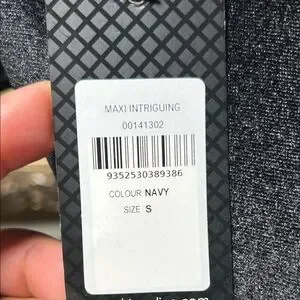 MAXI INTRIGUING
00141302
9352530389386
COLOUR NAVY
SIZE S